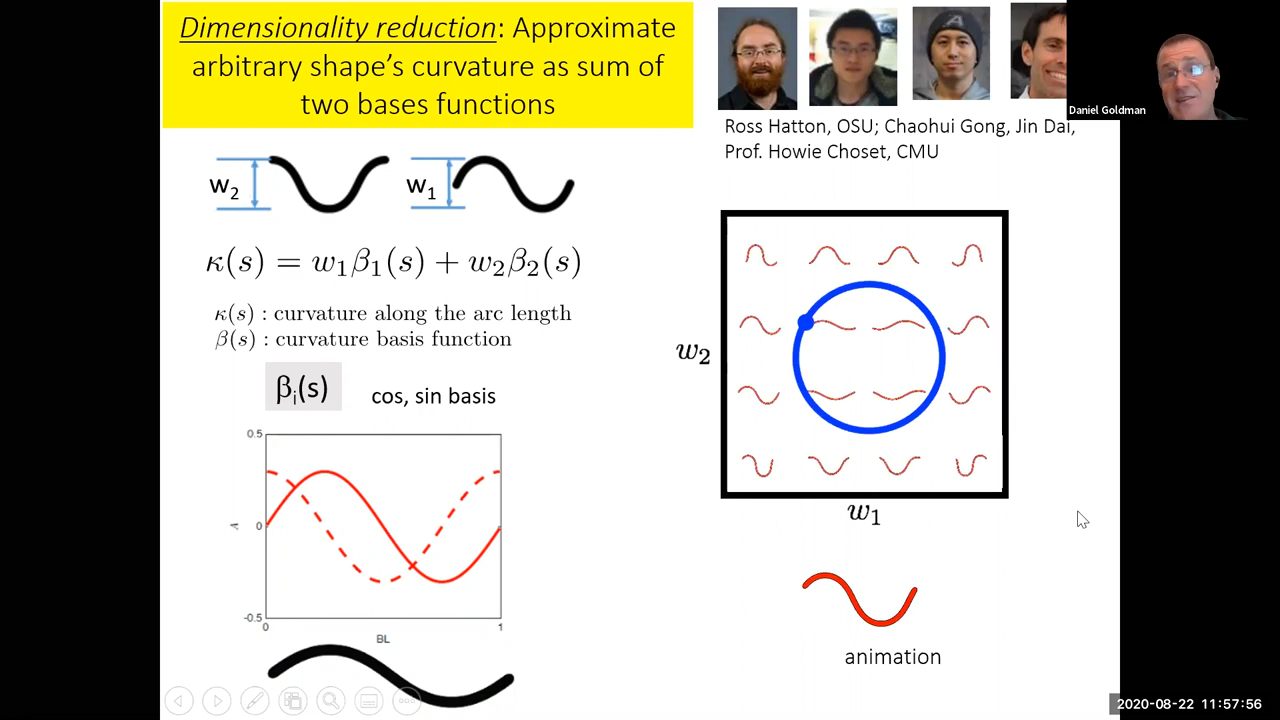 Dimensionality reduction: Approximate
arbitrary shape's curvature as sum of
two bases functions
Ross Hatton, OSU; Chaohui Gong, Jin Dai,
Prof. Howie Choset, CMU
Daniel Goldman
w₂
w₁
κ(s) = w₁β₁(s) + w₂β₂(s)
κ(s) : curvature along the arc length
β(s) : curvature basis function
βᵢ(s)
cos, sin basis
0.5
A
0
-0.5
0
1
BL
w₂
w₁
animation
2020-08-22 11:57:56